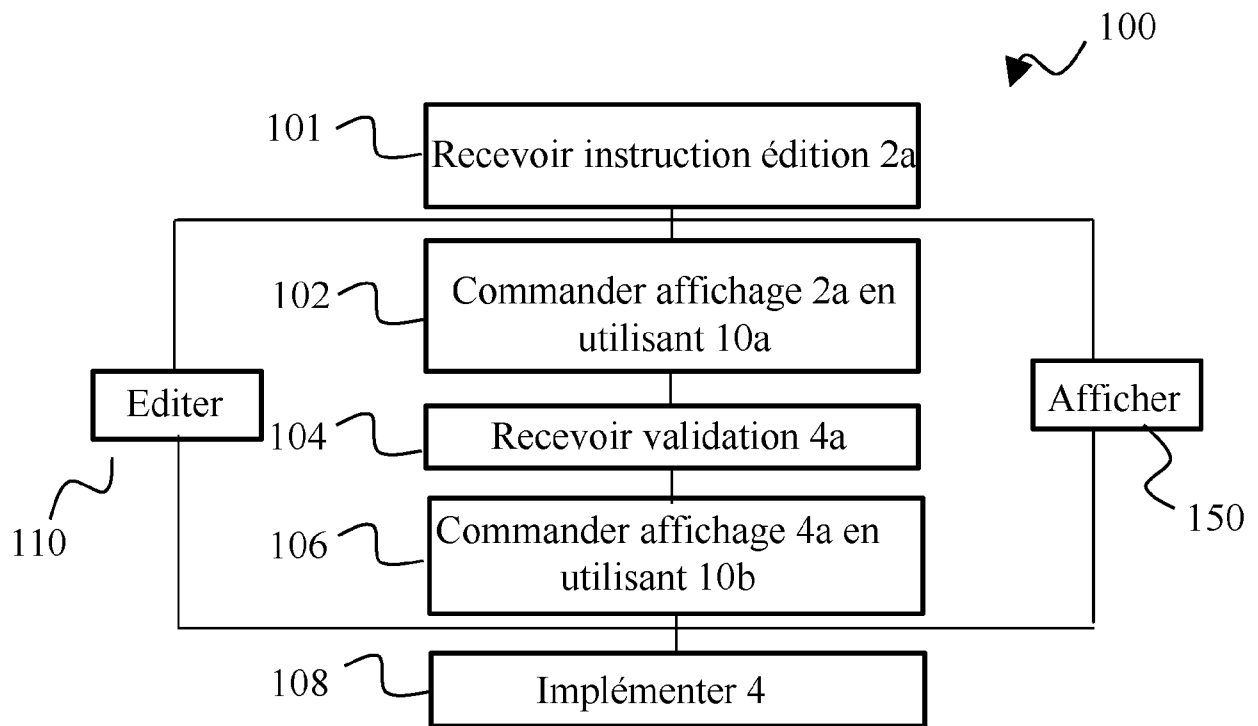 100
101
Recevoir instruction édition 2a
102
Commander affichage 2a en
utilisant 10a
Editer
Afficher
104
Recevoir validation 4a
110
150
106
Commander affichage 4a en
utilisant 10b
108
Implémenter 4